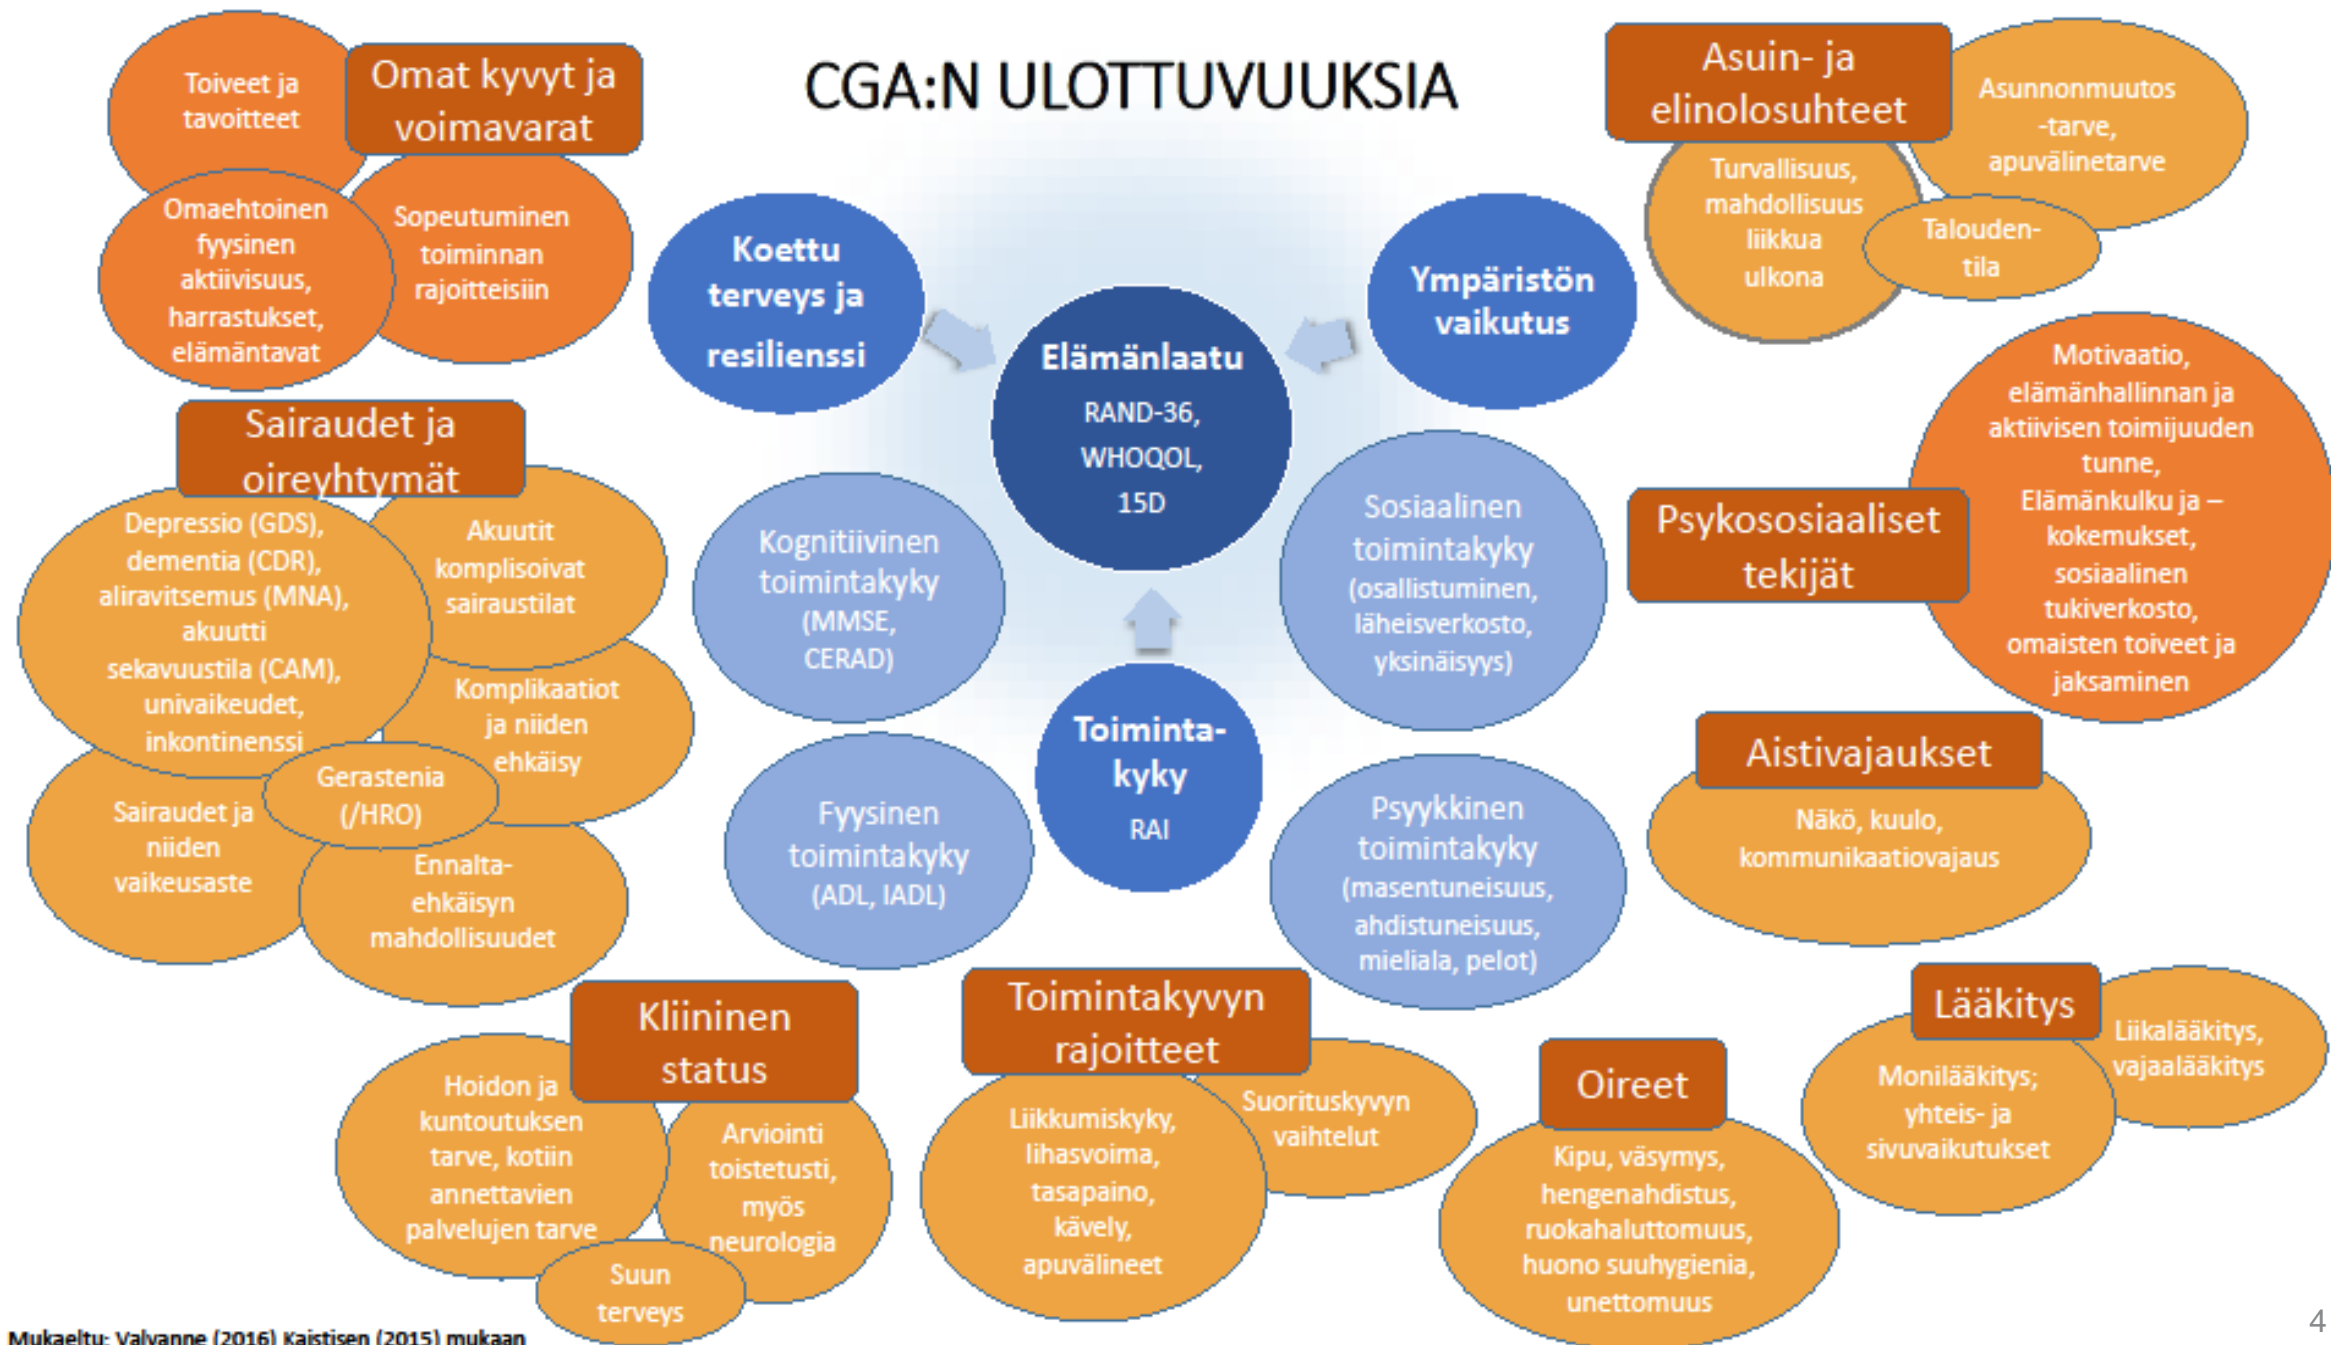 CGA:N ULOTTUVUUKSIA
Toiveet ja
tavoitteet
Omat kyvyt ja
voimavarat
Omaehtoinen
fyysinen
aktiivisuus,
harrastukset,
elämäntavat
Sopeutuminen
toiminnan
rajoitteisiin
Koettu
terveys ja
resilienssi
Elämänlaatu
RAND-36,
WHOQOL,
15D
Ympäristön
vaikutus
Asuin- ja
elinolosuhteet
Asunnonmuutos
-tarve,
apuvälinetarve
Turvallisuus,
mahdollisuus
liikkua
ulkona
Talouden-
tila
Sairaudet ja
oireyhtymät
Depressio (GDS),
dementia (CDR),
aliravitsemus (MNA),
akuutti
sekavuustila (CAM),
univaikeudet,
inkontinenssi
Akuutit
komplisoivat
sairaustilat
Komplikaatiot
ja niiden
ehkäisy
Gerastenia
(/HRO)
Sairaudet ja
niiden
vaikeusaste
Ennalta-
ehkäisyn
mahdollisuudet
Kognitiivinen
toimintakyky
(MMSE,
CERAD)
Sosiaalinen
toimintakyky
(osallistuminen,
läheisverkosto,
yksinäisyys)
Toiminta-
kyky
RAI
Fyysinen
toimintakyky
(ADL, IADL)
Psyykkinen
toimintakyky
(masentuneisuus,
ahdistuneisuus,
mieliala, pelot)
Psykososiaaliset
tekijät
Motivaatio,
elämänhallinnan ja
aktiivisen toimijuuden
tunne,
Elämänkulku ja –
kokemukset,
sosiaalinen
tukiverkosto,
omaisten toiveet ja
jaksaminen
Aistivajaukset
Näkö, kuulo,
kommunikaatiovajaus
Kliininen
status
Hoidon ja
kuntoutuksen
tarve, kotiin
annettavien
palvelujen tarve
Arviointi
toistetusti,
myös
neurologia
Suun
terveys
Toimintakyvyn
rajoitteet
Liikkumiskyky,
lihasvoima,
tasapaino,
kävely,
apuvälineet
Suorituskyvyn
vaihtelut
Oireet
Kipu, väsymys,
hengenahdistus,
ruokahaluttomuus,
huono suuhygienia,
unettomuus
Lääkitys
Monilääkitys;
yhteis- ja
sivuvaikutukset
Liikalääkitys,
vajaalääkitys
Mukaeltu: Valvanne (2016) Kaistisen (2015) mukaan
4